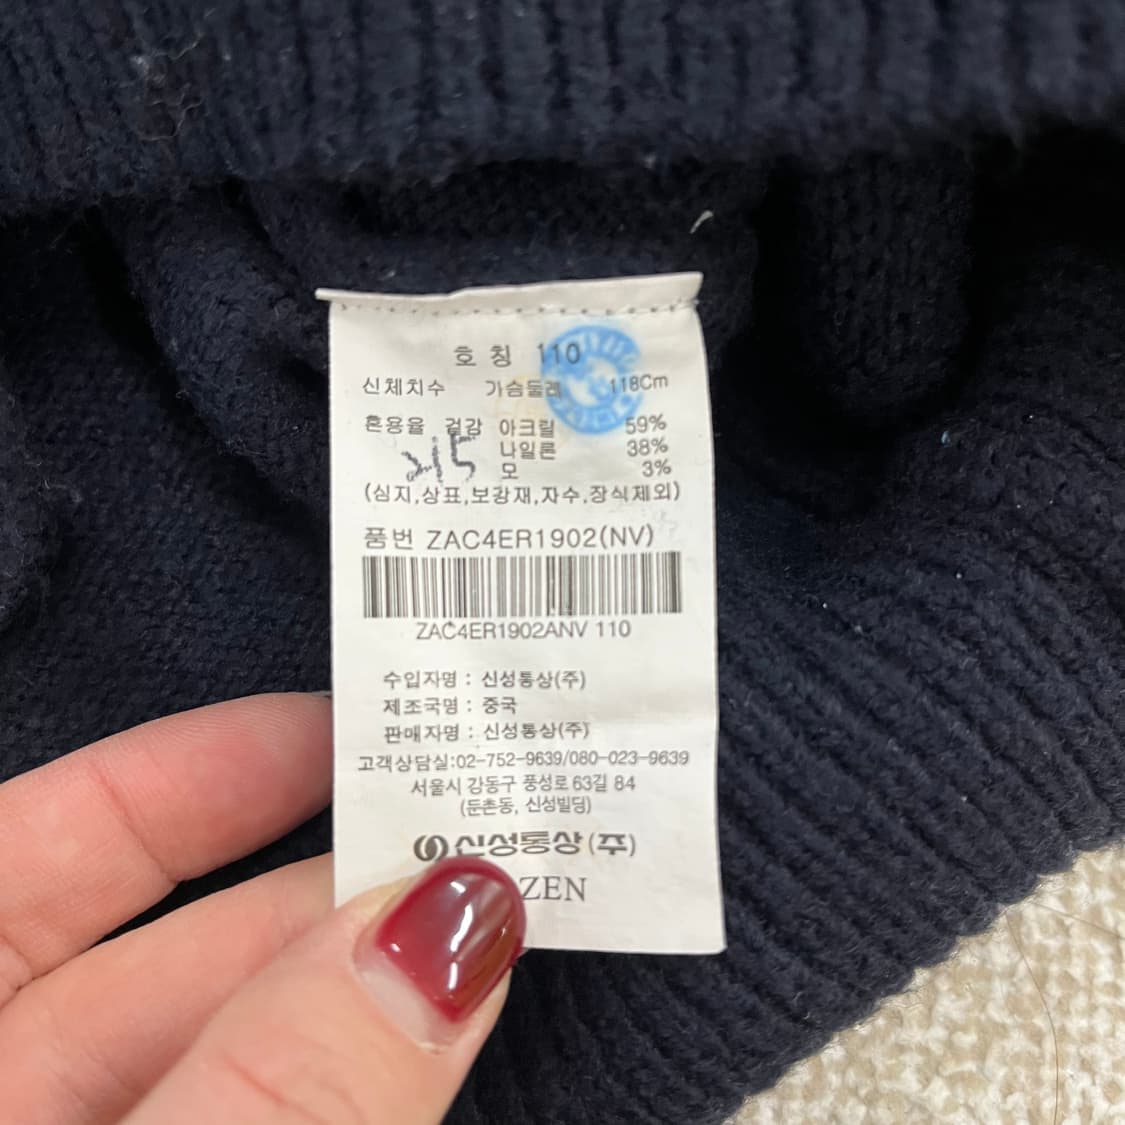 호 칭 110
신체치수 가슴둘레 118Cm
혼용율 겉감 아크릴 59%
나일론 38%
모 3%
(심지,상표,보강재,자수,장식제외)
품번 ZAC4ER1902(NV)
ZAC4ER1902ANV 110
수입자명 : 신성통상(주)
제조국명 : 중국
판매자명 : 신성통상(주)
고객상담실:02-752-9639/080-023-9639
서울시 강동구 풍성로 63길 84
(둔촌동, 신성빌딩)
신성통상(주)
ZEN